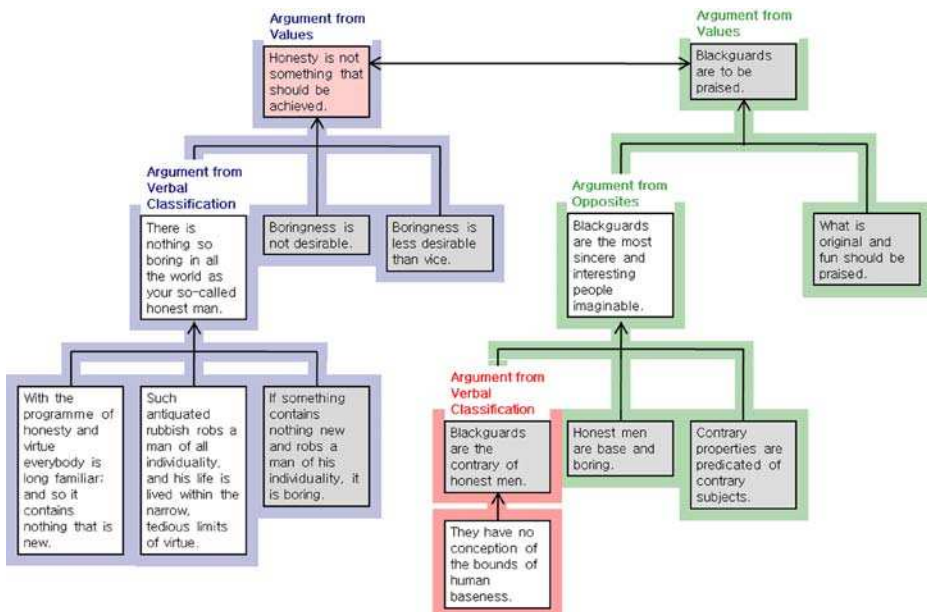 Argument from
Values
Honesty is not
something that
should be
achieved.
Argument from
Values
Blackguards
are to be
praised.
Argument from
Verbal
Classification
There is
nothing so
boring in all
the world as
your so-called
honest man.
Boringness is
not desirable.
Boringness is
less desirable
than vice.
Argument from
Opposites
Blackguards
are the most
sincere and
interesting
people
imaginable.
What is
original and
fun should be
praised.
With the
programme of
honesty and
virtue
everybody is
long familiar;
and so it
contains
nothing that is
new.
Such
antiquated
rubbish robs a
man of all
individuality,
and his life is
lived within the
narrow,
tedious limits
of virtue.
If something
contains
nothing new
and robs a
man of his
individuality, it
is boring.
Argument from
Verbal
Classification
Blackguards
are the
contrary of
honest men.
Honest men
are base and
boring.
Contrary
properties are
predicated of
contrary
subjects.
They have no
conception of
the bounds of
human
baseness.